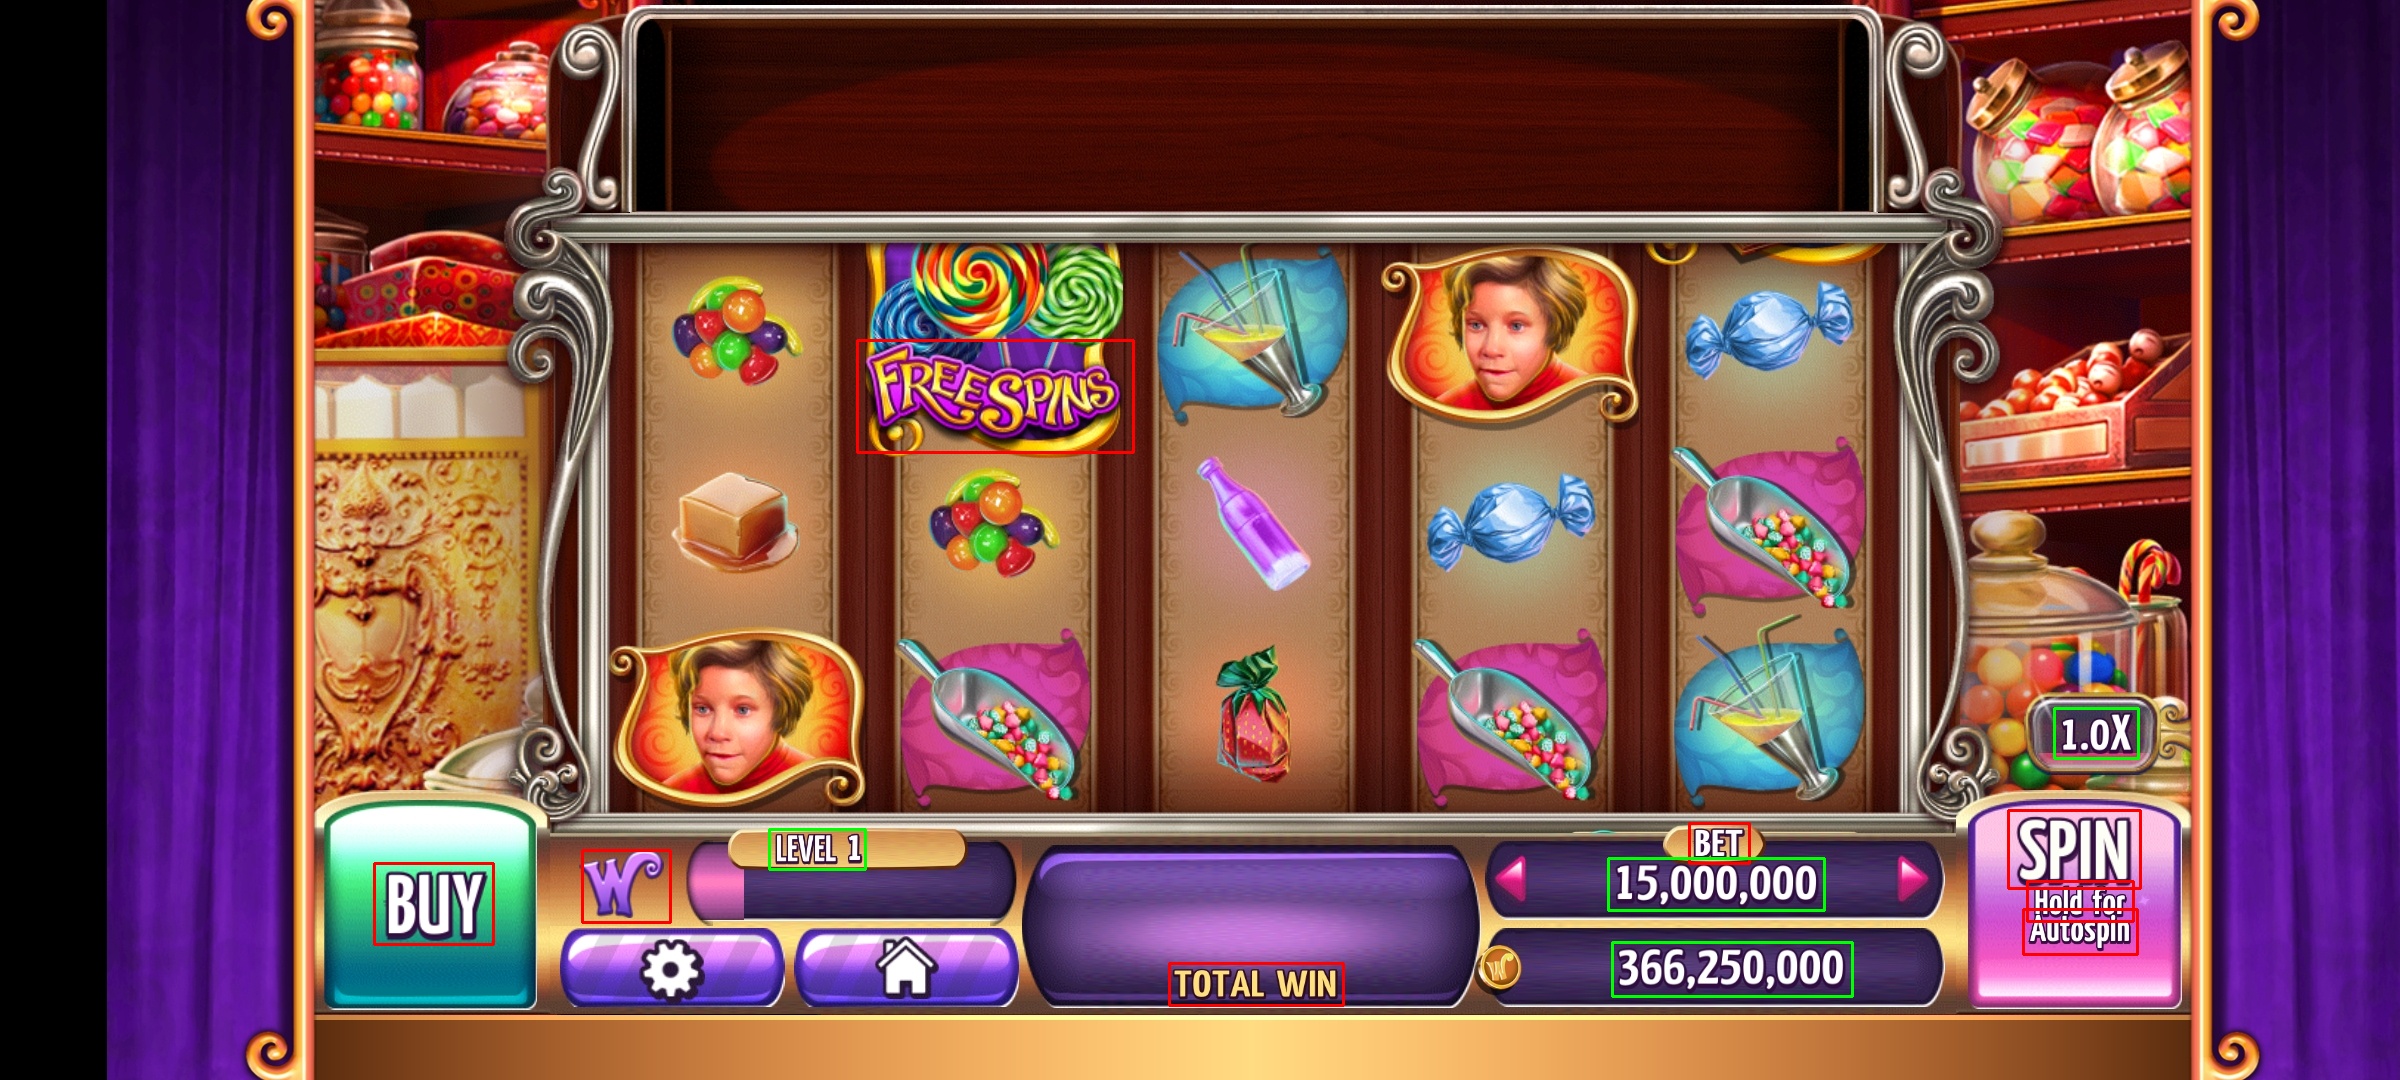 FREE SPINS
1.0X
LEVEL 1
BET
SPIN
BUY
W
15,000,000
Hold for
Autospin
TOTAL WIN
W
366,250,000